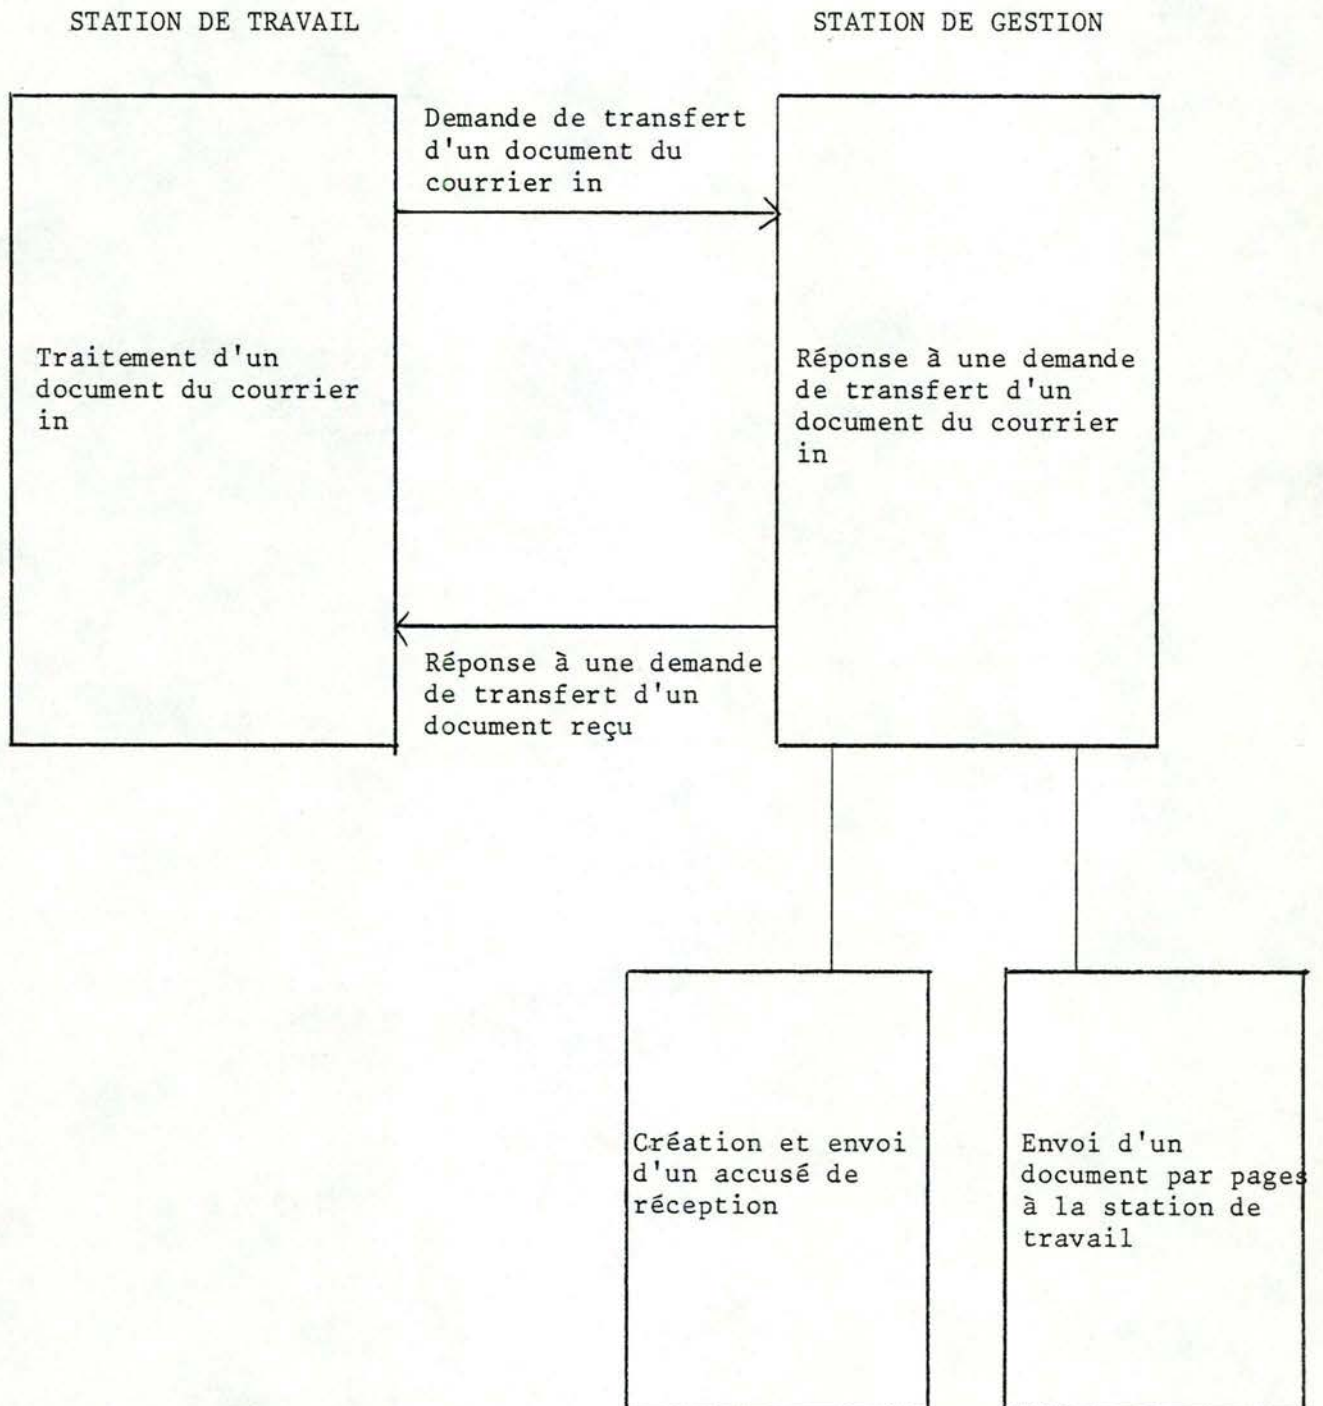 STATION DE TRAVAIL
STATION DE GESTION
Demande de transfert
d'un document du
courrier in
Traitement d'un
document du courrier
in
Réponse à une demande
de transfert d'un
document du courrier
in
Réponse à une demande
de transfert d'un
document reçu
Création et envoi
d'un accusé de
réception
Envoi d'un
document par pages
à la station de
travail